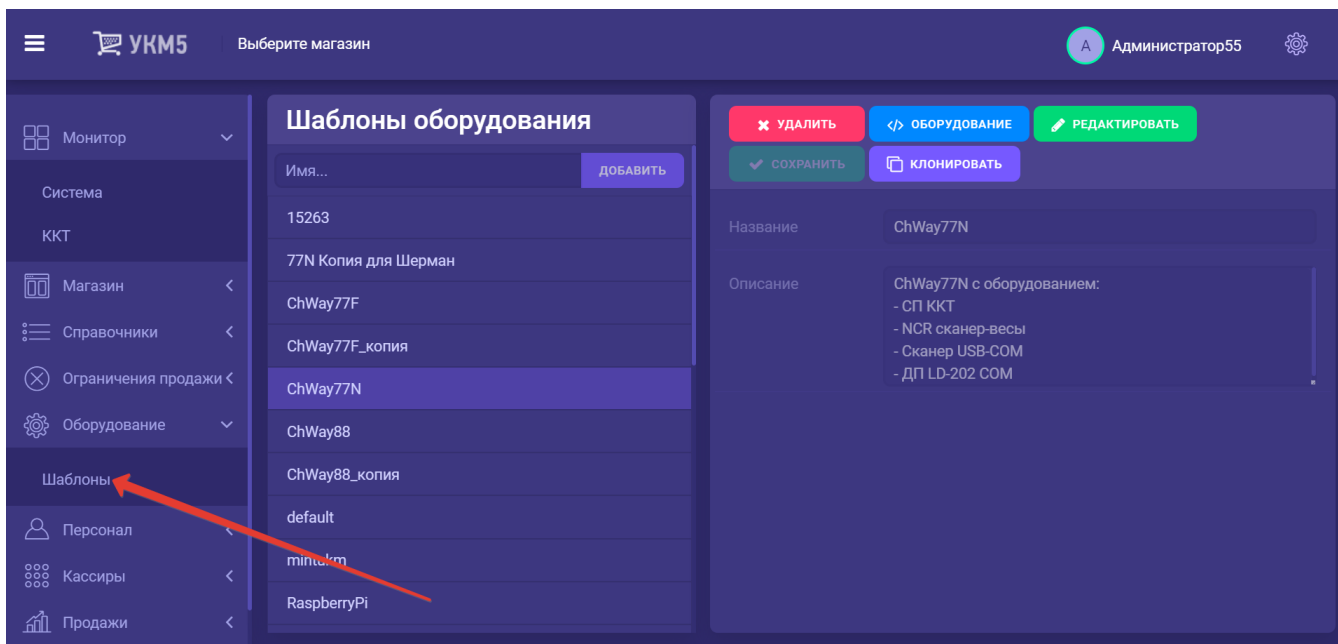 УКМ5
Выберите магазин
А
Администратор55
Монитор
Система
ККТ
Магазин
Справочники
Ограничения продажи
Оборудование
Шаблоны
Персонал
Кассиры
Продажи
Шаблоны оборудования
Имя...
ДОБАВИТЬ
15263
77N Копия для Шерман
ChWay77F
ChWay77F_копия
ChWay77N
ChWay88
ChWay88_копия
default
mintukm
RaspberryPi
УДАЛИТЬ
</> ОБОРУДОВАНИЕ
РЕДАКТИРОВАТЬ
СОХРАНИТЬ
КЛОНИРОВАТЬ
Название
ChWay77N
Описание
ChWay77N с оборудованием:
- СП ККТ
- NCR сканер-весы
- Сканер USB-COM
- ДП LD-202 COM